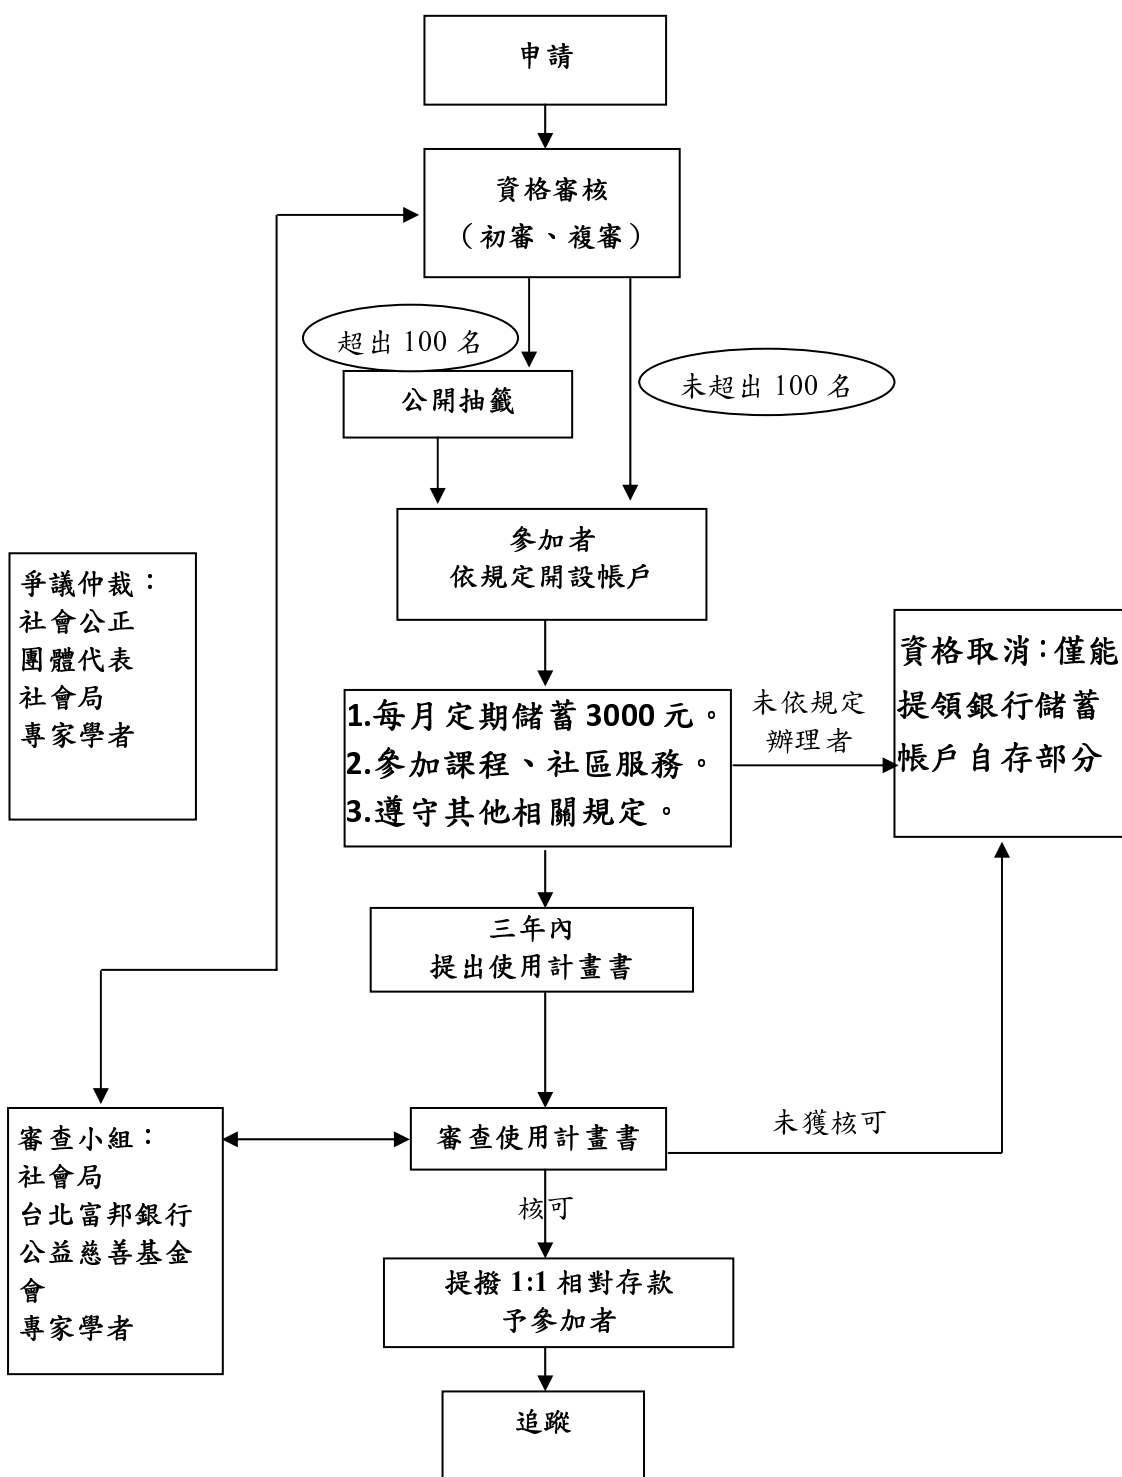 申請
資格審核
（初審、複審）
超出 100 名
未超出 100 名
公開抽籤
參加者
依規定開設帳戶
爭議仲裁：
社會公正
團體代表
社會局
專家學者
資格取消：僅能
提領銀行儲蓄
帳戶自存部分
未依規定
辦理者
1.每月定期儲蓄 3000 元。
2.參加課程、社區服務。
3.遵守其他相關規定。
三年內
提出使用計畫書
審查小組：
社會局
台北富邦銀行
公益慈善基金
會
專家學者
審查使用計畫書
未獲核可
核可
提撥 1:1 相對存款
予參加者
追蹤